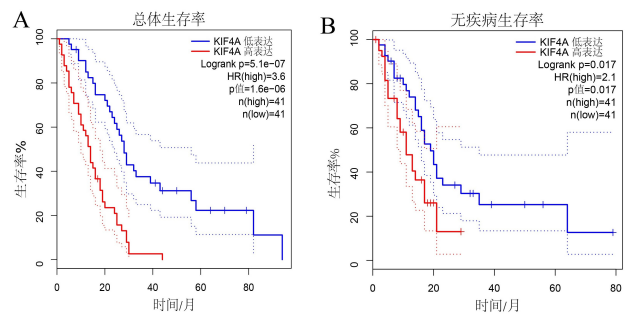 A
总体生存率
KIF4A 低表达
KIF4A 高表达
Logrank p=5.1e-07
HR(high)=3.6
p值=1.6e-06
n(high)=41
n(low)=41
生存率%
100
80
60
40
20
0
0 20 40 60 80
时间/月
B
无疾病生存率
KIF4A 低表达
KIF4A 高表达
Logrank p=0.017
HR(high)=2.1
p值=0.017
n(high)=41
n(low)=41
生存率%
100
80
60
40
20
0
0 20 40 60 80
时间/月